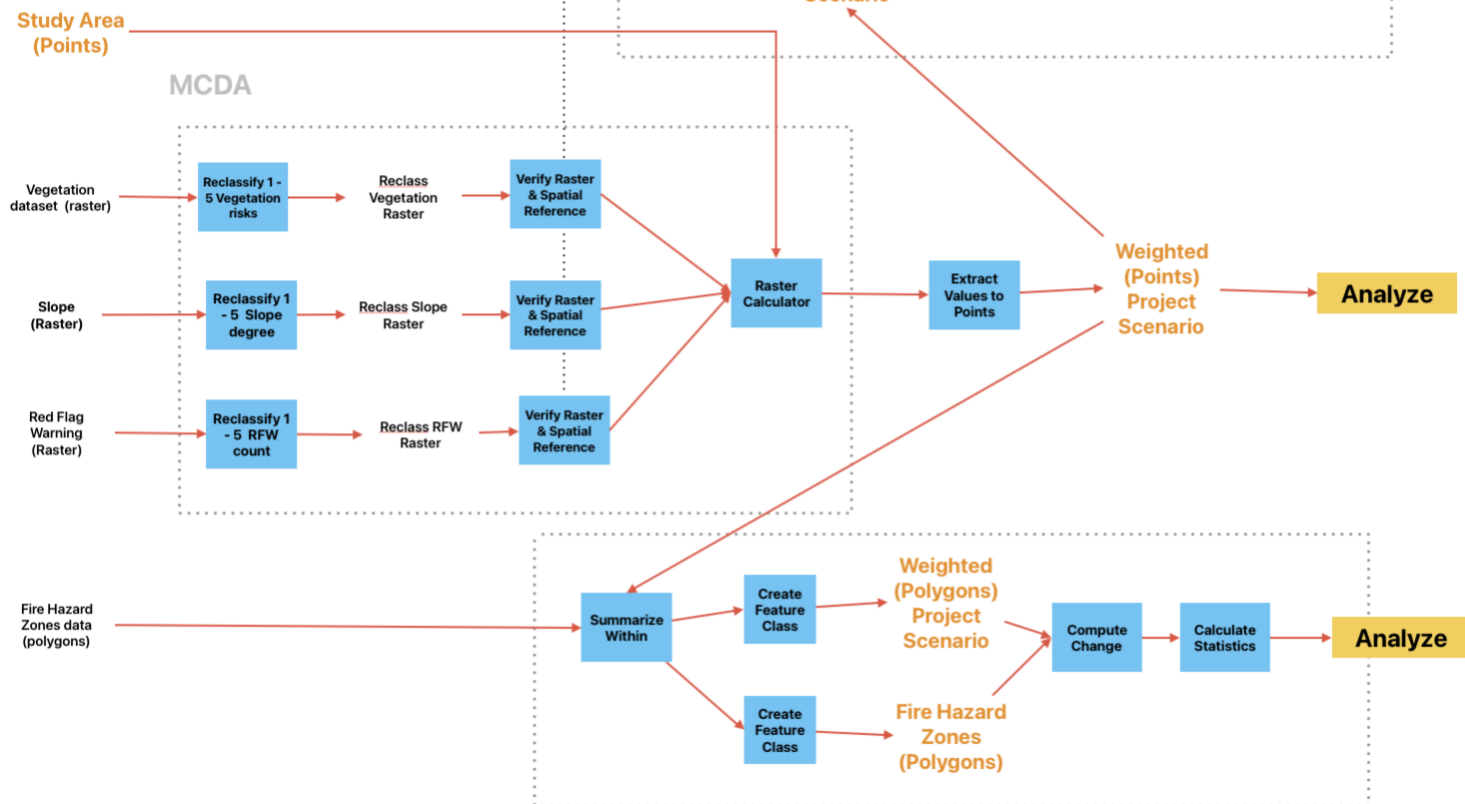 Scenario
Study Area
(Points)
MCDA
Vegetation
dataset (raster)
Reclassify 1 -
5 Vegetation
risks
Reclass
Vegetation
Raster
Verify Raster
& Spatial
Reference
Slope
(Raster)
Reclassify 1
- 5 Slope
degree
Reclass Slope
Raster
Verify Raster
& Spatial
Reference
Red Flag
Warning
(Raster)
Reclassify 1
- 5 RFW
count
Reclass RFW
Raster
Verify Raster
& Spatial
Reference
Raster
Calculator
Extract
Values to
Points
Weighted
(Points)
Project
Scenario
Analyze
Fire Hazard
Zones data
(polygons)
Summarize
Within
Create
Feature
Class
Weighted
(Polygons)
Project
Scenario
Create
Feature
Class
Fire Hazard
Zones
(Polygons)
Compute
Change
Calculate
Statistics
Analyze